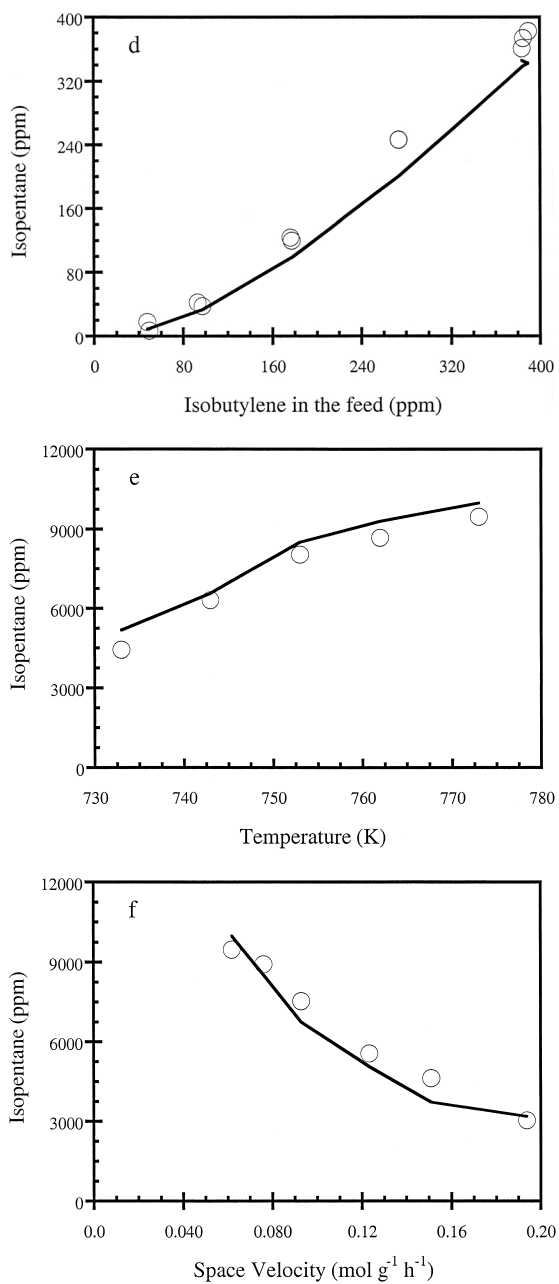 d
400
320
240
160
80
0
Isopentane (ppm)
0 80 160 240 320 400
Isobutylene in the feed (ppm)
e
12000
9000
6000
3000
0
Isopentane (ppm)
730 740 750 760 770 780
Temperature (K)
f
12000
9000
6000
3000
0
Isopentane (ppm)
0.0 0.040 0.080 0.12 0.16 0.20
Space Velocity (mol g⁻¹ h⁻¹)